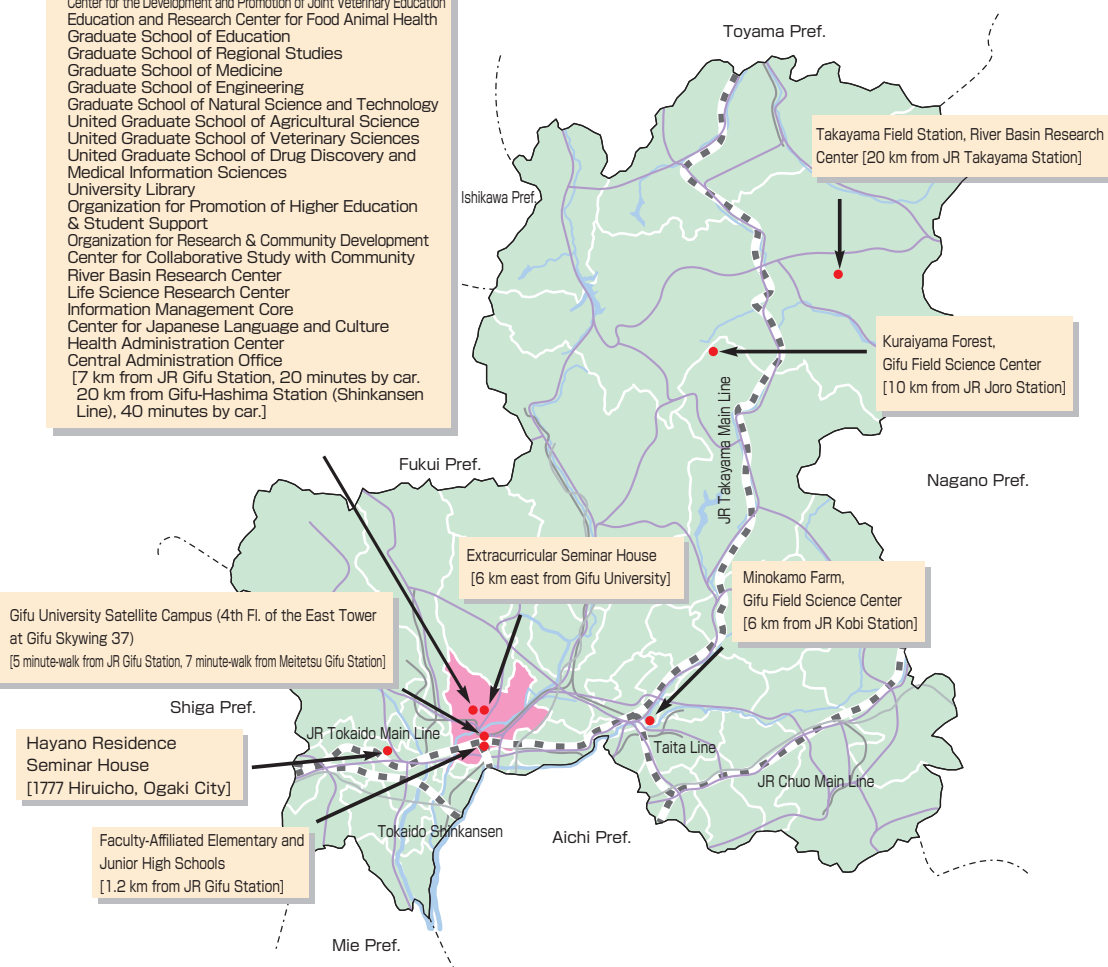 Center for the Development and Promotion of Joint Veterinary Education
Education and Research Center for Food Animal Health
Graduate School of Education
Graduate School of Regional Studies
Graduate School of Medicine
Graduate School of Engineering
Graduate School of Natural Science and Technology
United Graduate School of Agricultural Science
United Graduate School of Veterinary Sciences
United Graduate School of Drug Discovery and
Medical Information Sciences
University Library
Organization for Promotion of Higher Education
& Student Support
Organization for Research & Community Development
Center for Collaborative Study with Community
River Basin Research Center
Life Science Research Center
Information Management Core
Center for Japanese Language and Culture
Health Administration Center
Central Administration Office
[7 km from JR Gifu Station, 20 minutes by car.
20 km from Gifu-Hashima Station (Shinkansen
Line), 40 minutes by car.]
Toyama Pref.
Takayama Field Station, River Basin Research
Center [20 km from JR Takayama Station]
Ishikawa Pref.
Kuraiyama Forest,
Gifu Field Science Center
[10 km from JR Joro Station]
JR Takayama Main Line
Fukui Pref.
Nagano Pref.
Extracurricular Seminar House
[6 km east from Gifu University]
Minokamo Farm,
Gifu Field Science Center
[6 km from JR Kobi Station]
Gifu University Satellite Campus (4th Fl. of the East Tower
at Gifu Skywing 37)
[5 minute-walk from JR Gifu Station, 7 minute-walk from Meitetsu Gifu Station]
Shiga Pref.
JR Tokaido Main Line
Hayano Residence
Seminar House
[1777 Hiruicho, Ogaki City]
Taita Line
JR Chuo Main Line
Tokaido Shinkansen
Aichi Pref.
Faculty-Affiliated Elementary and
Junior High Schools
[1.2 km from JR Gifu Station]
Mie Pref.